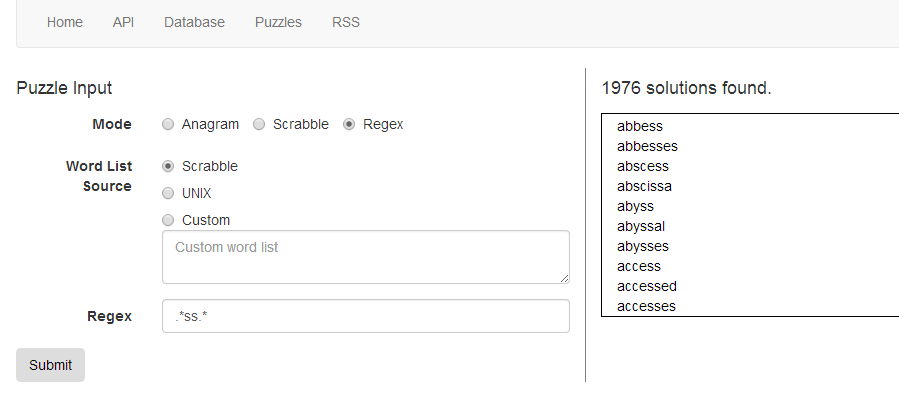 Home API Database Puzzles RSS
Puzzle Input
Mode Anagram Scrabble Regex
Word List Source Scrabble
UNIX
Custom
Custom word list
Regex .*ss.*
Submit
1976 solutions found.
abbess
abbesses
abscess
abscissa
abyss
abyssal
abysses
access
accessed
accesses